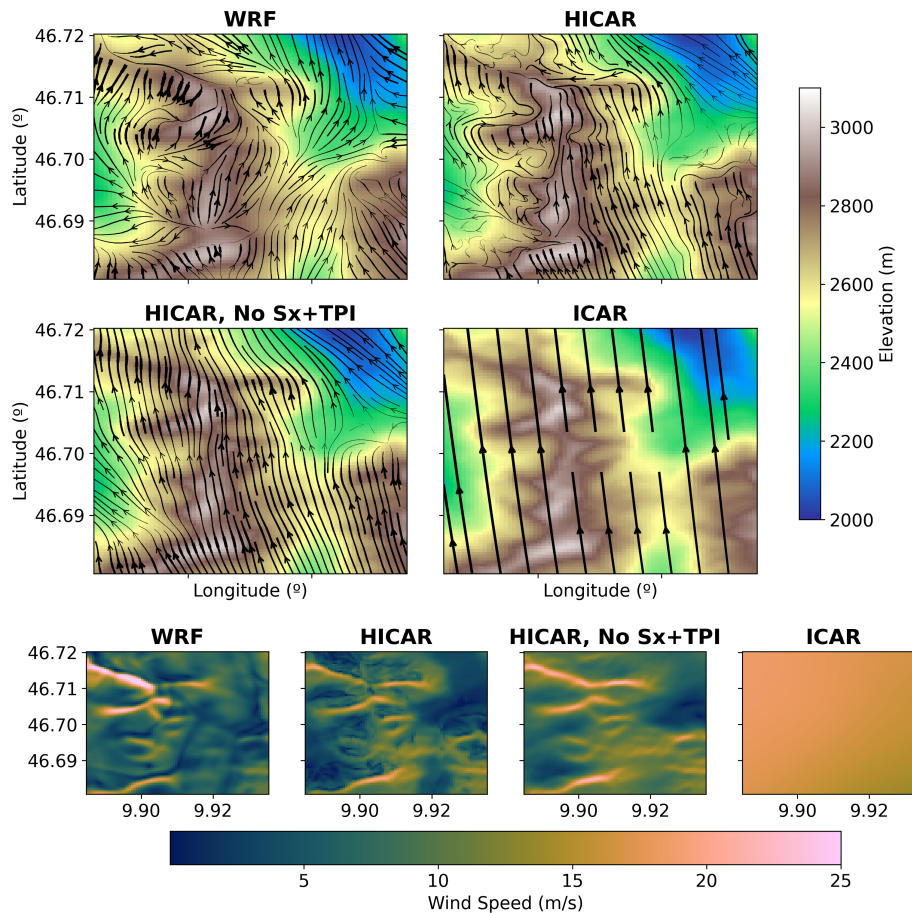 WRF
HICAR
46.72
46.71
46.70
46.69
Latitude (º)
3000
2800
2600
2400
2200
2000
Elevation (m)
HICAR, No Sx+TPI
ICAR
46.72
46.71
46.70
46.69
Latitude (º)
Longitude (º)
Longitude (º)
WRF
HICAR
HICAR, No Sx+TPI
ICAR
46.72
46.71
46.70
46.69
9.90
9.92
9.90
9.92
9.90
9.92
9.90
9.92
5
10
15
20
25
Wind Speed (m/s)